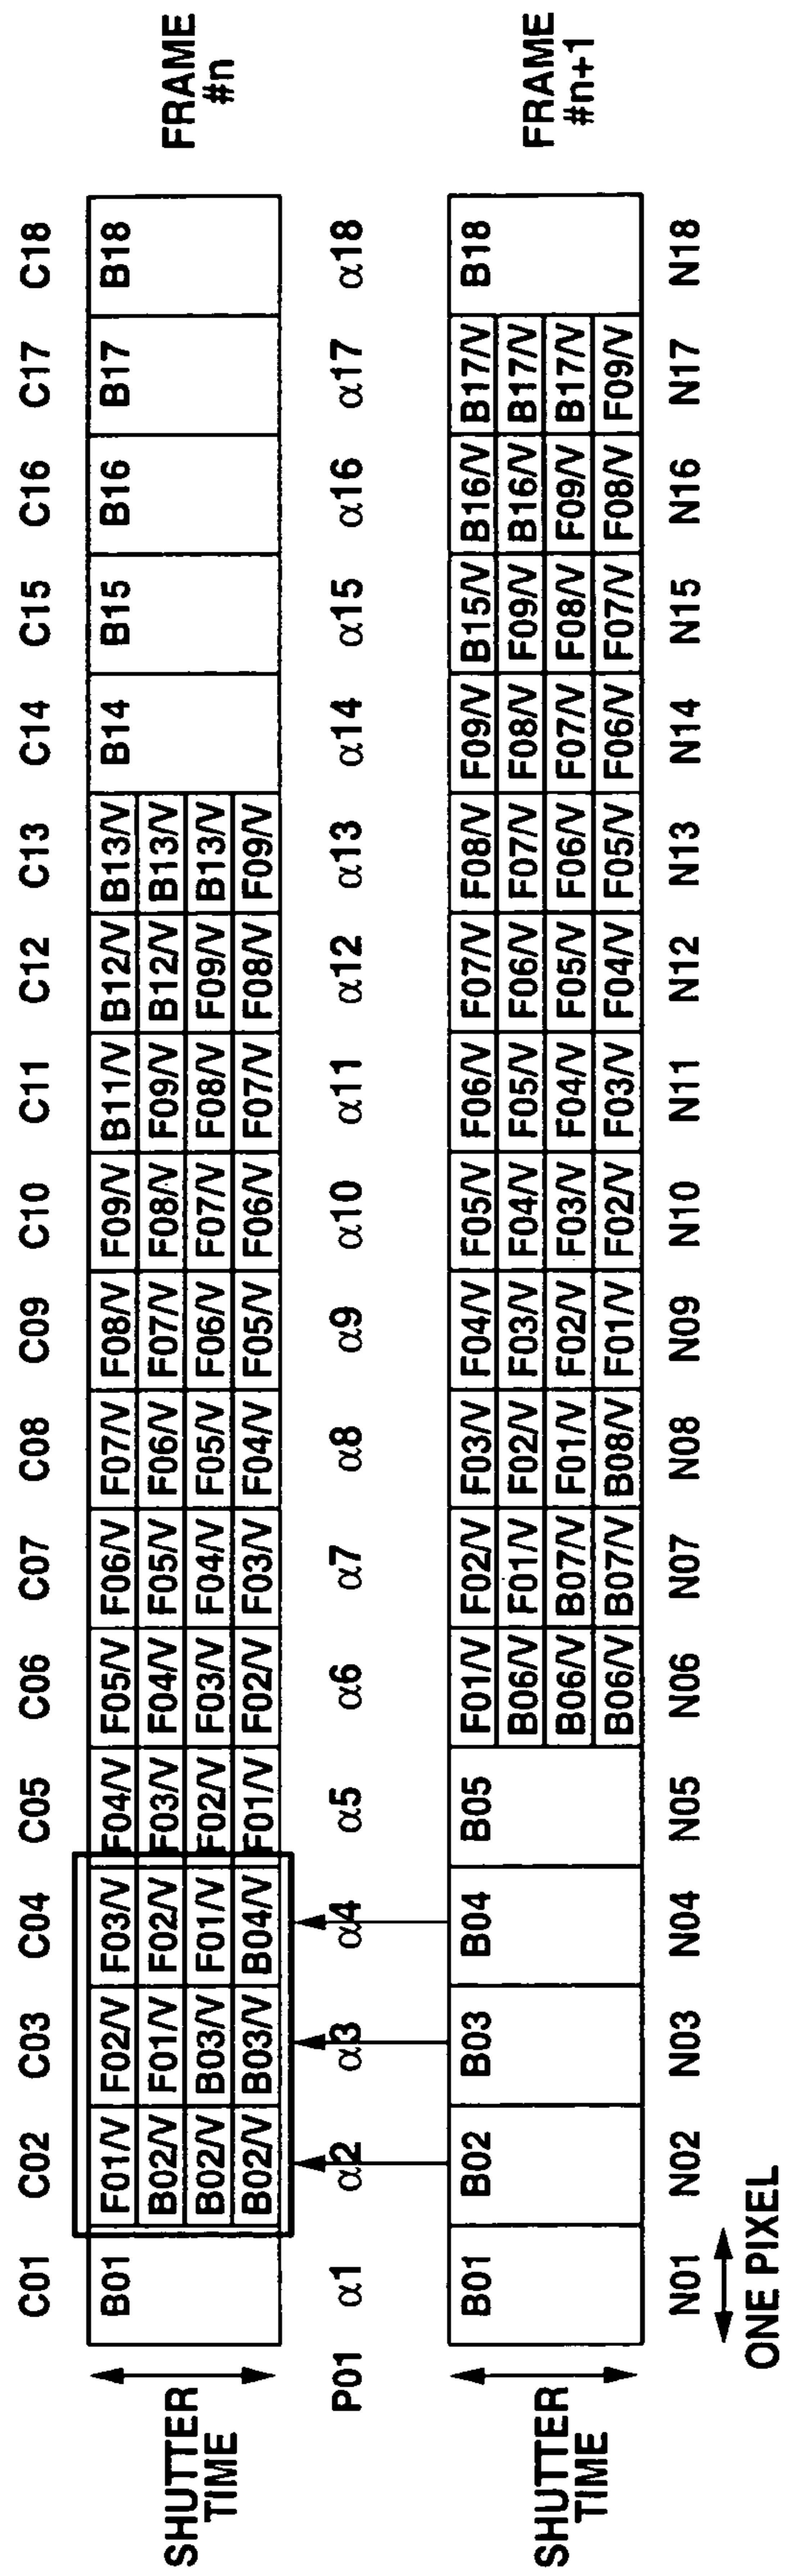 C01 C02 C03 C04 C05 C06 C07 C08 C09 C10 C11 C12 C13 C14 C15 C16 C17 C18
SHUTTER
TIME
B01 F01/V F02/V F03/V F04/V F05/V F06/V F07/V F08/V F09/V B11/V B12/V B13/V B14 B15 B16 B17 B18
B02/V F01/V F02/V F03/V F04/V F05/V F06/V F07/V F08/V F09/V B12/V B13/V
B02/V B03/V F01/V F02/V F03/V F04/V F05/V F06/V F07/V F08/V F09/V B13/V
B02/V B03/V B04/V F01/V F02/V F03/V F04/V F05/V F06/V F07/V F08/V F09/V
FRAME
#n
P01 α1 α2 α3 α4 α5 α6 α7 α8 α9 α10 α11 α12 α13 α14 α15 α16 α17 α18
SHUTTER
TIME
B01 B02 B03 B04 B05 F01/V F02/V F03/V F04/V F05/V F06/V F07/V F08/V F09/V B15/V B16/V B17/V B18
B06/V F01/V F02/V F03/V F04/V F05/V F06/V F07/V F08/V F09/V B16/V B17/V
B06/V B07/V F01/V F02/V F03/V F04/V F05/V F06/V F07/V F08/V F09/V B17/V
B06/V B07/V B08/V F01/V F02/V F03/V F04/V F05/V F06/V F07/V F08/V F09/V
FRAME
#n+1
N01 N02 N03 N04 N05 N06 N07 N08 N09 N10 N11 N12 N13 N14 N15 N16 N17 N18
ONE PIXEL